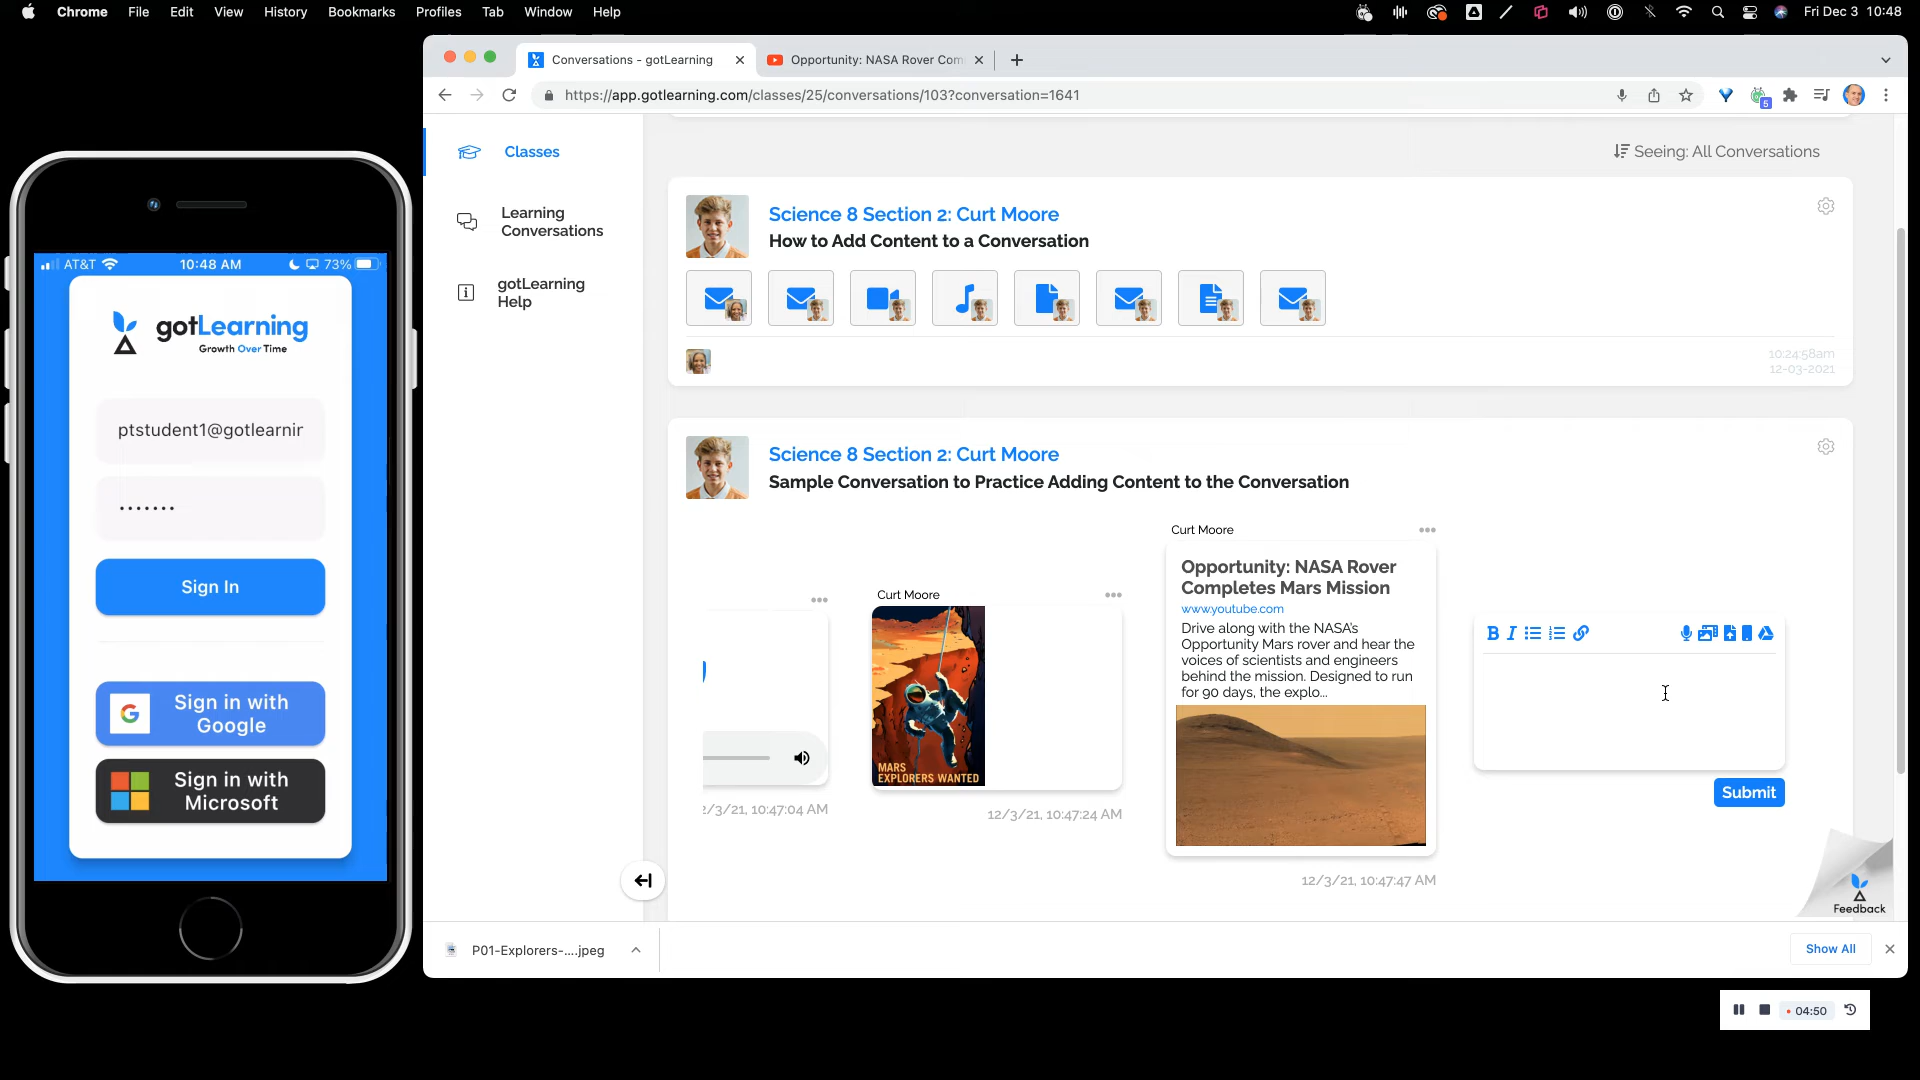 Chrome File Edit View History Bookmarks Profiles Tab Window Help
Fri Dec 3 10:48
Conversations - gotLearning
Opportunity: NASA Rover Com
https://app.gotlearning.com/classes/25/conversations/103?conversation=1641
5
AT&T 10:48 AM 73%
gotLearning
Growth Over Time
ptstudent1@gotlearnir
•••••••
Sign In
Sign in with
Google
Sign in with
Microsoft
Classes
Learning
Conversations
gotLearning
Help
Seeing: All Conversations
Science 8 Section 2: Curt Moore
How to Add Content to a Conversation
10:24:58am
12-03-2021
Science 8 Section 2: Curt Moore
Sample Conversation to Practice Adding Content to the Conversation
2/3/21, 10:47:04 AM
Curt Moore
MARS
EXPLORERS WANTED
12/3/21, 10:47:24 AM
Curt Moore
Opportunity: NASA Rover
Completes Mars Mission
www.youtube.com
Drive along with the NASA's
Opportunity Mars rover and hear the
voices of scientists and engineers
behind the mission. Designed to run
for 90 days, the explo...
12/3/21, 10:47:47 AM
B I
Submit
Feedback
P01-Explorers-....jpeg
Show All
04:50